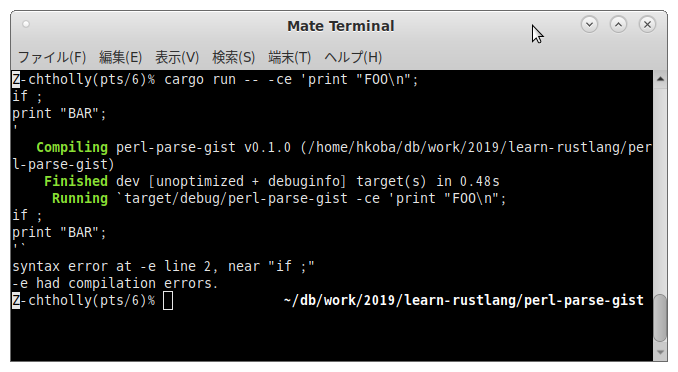 Mate Terminal
ファイル(F) 編集(E) 表示(V) 検索(S) 端末(T) ヘルプ(H)
Z-chtholly(pts/6)% cargo run -- -ce 'print "FOO\n";
if ;
print "BAR";
'
Compiling perl-parse-gist v0.1.0 (/home/hkoba/db/work/2019/learn-rustlang/per
l-parse-gist)
Finished dev [unoptimized + debuginfo] target(s) in 0.48s
Running `target/debug/perl-parse-gist -ce 'print "FOO\n";
if ;
print "BAR";
'`
syntax error at -e line 2, near "if ;"
-e had compilation errors.
Z-chtholly(pts/6)% ~/db/work/2019/learn-rustlang/perl-parse-gist